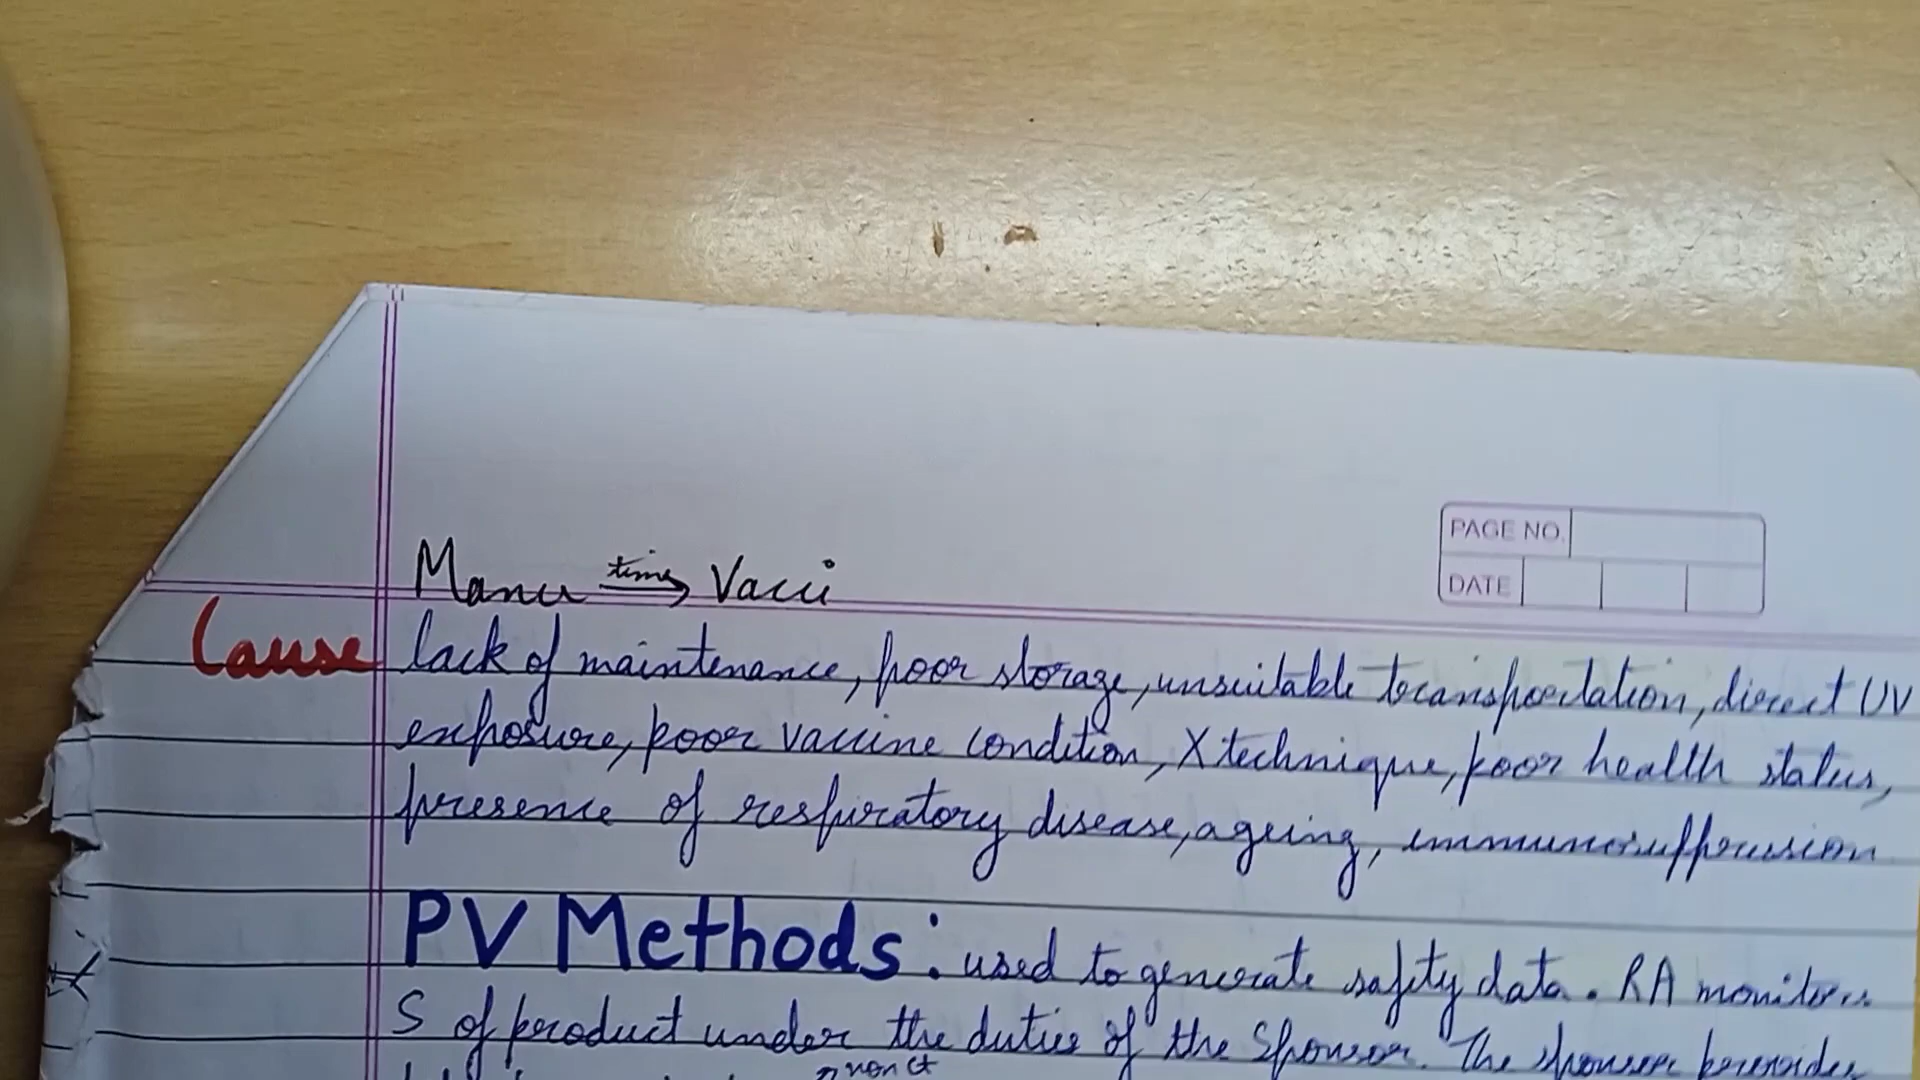 PAGE NO.
DATE
Manu time Vacci
Cause lack of maintenance, poor storage, unsuitable transportation, direct UV
exposure, poor vaccine condition, X technique, poor health status,
presence of respiratory disease, ageing, immunosuppression
PV Methods: used to generate safety data. RA monitors
S of product under the duties of the Sponsor. The sponsor provides